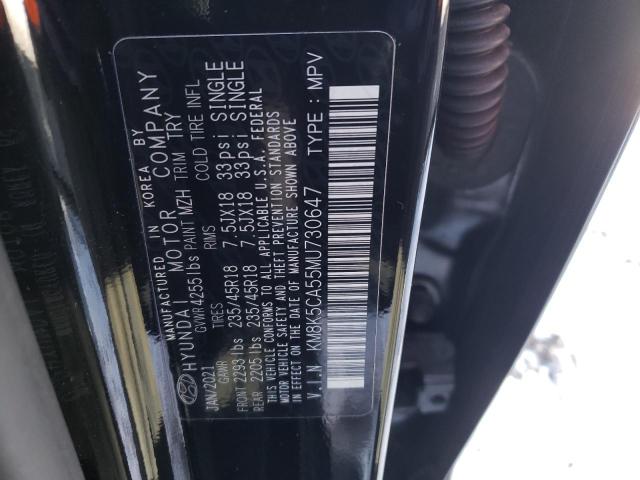 MANUFACTURED IN KOREA BY
HYUNDAI MOTOR COMPANY
GVWR 4255lbs PAINT MZH TRIM TRY
JAN/2021
GAWR TIRES RIMS COLD TIRE INFL
FRONT 2293 lbs 235/45R18 7.5JX18 33psi SINGLE
REAR 2205 lbs 235/45R18 7.5JX18 33psi SINGLE
THIS VEHICLE CONFORMS TO ALL APPLICABLE U.S.A. FEDERAL
MOTOR VEHICLE SAFETY AND THEFT PREVENTION STANDARDS
IN EFFECT ON THE DATE OF MANUFACTURE SHOWN ABOVE
V.I.N : KM8K5CA55MU730647 TYPE : MPV